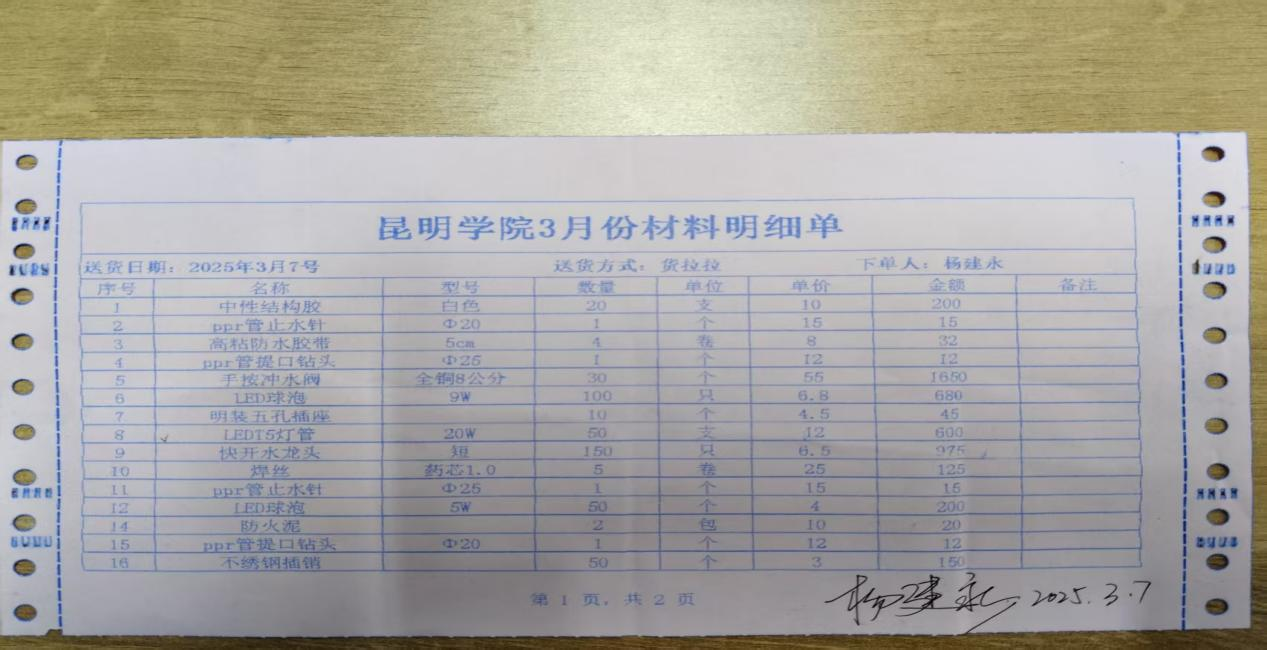 昆明学院3月份材料明细单
送货日期：2025年3月7号 送货方式：货拉拉 下单人：杨建永
序号 名称 型号 数量 单位 单价 金额 备注
1 中性结构胶 白色 20 支 10 200
2 ppr管止水针 Φ20 1 个 15 15
3 高粘防水胶带 5cm 4 卷 8 32
4 ppr管提口钻头 Φ25 1 个 12 12
5 手按冲水阀 全铜8公分 30 个 55 1650
6 LED球泡 9W 100 只 6.8 680
7 明装五孔插座 10 个 4.5 45
8 LEDT5灯管 20W 50 支 12 600
9 快开水龙头 短 150 只 6.5 975
10 焊丝 药芯1.0 5 卷 25 125
11 ppr管止水针 Φ25 1 个 15 15
12 LED球泡 5W 50 个 4 200
14 防火泥 2 包 10 20
15 ppr管提口钻头 Φ20 1 个 12 12
16 不绣钢插销 50 个 3 150
第 1 页，共 2 页
杨建永 2025.3.7